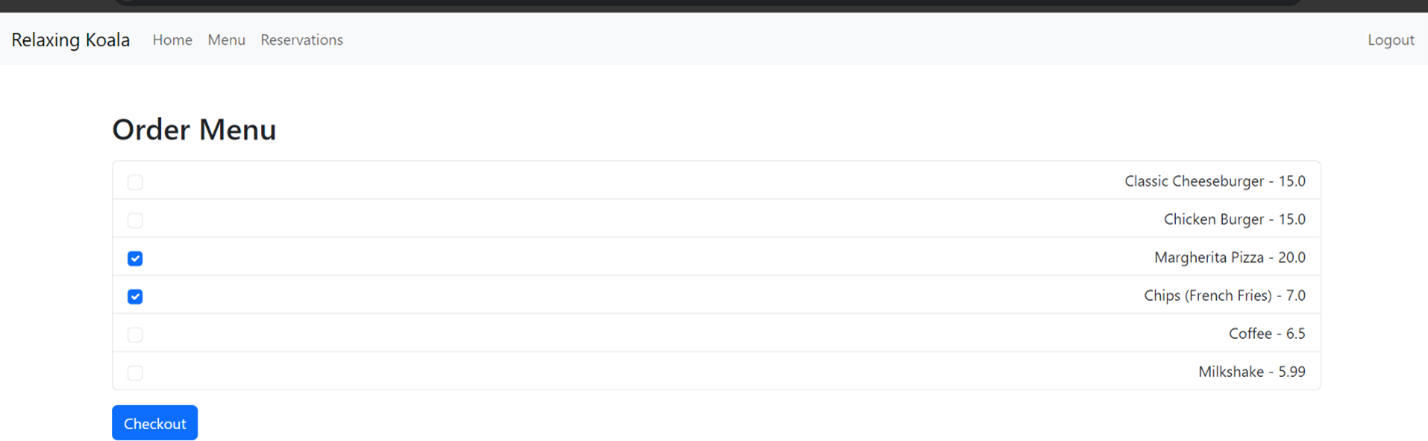 Relaxing Koala Home Menu Reservations Logout
Order Menu
Classic Cheeseburger - 15.0
Chicken Burger - 15.0
Margherita Pizza - 20.0
Chips (French Fries) - 7.0
Coffee - 6.5
Milkshake - 5.99
Checkout